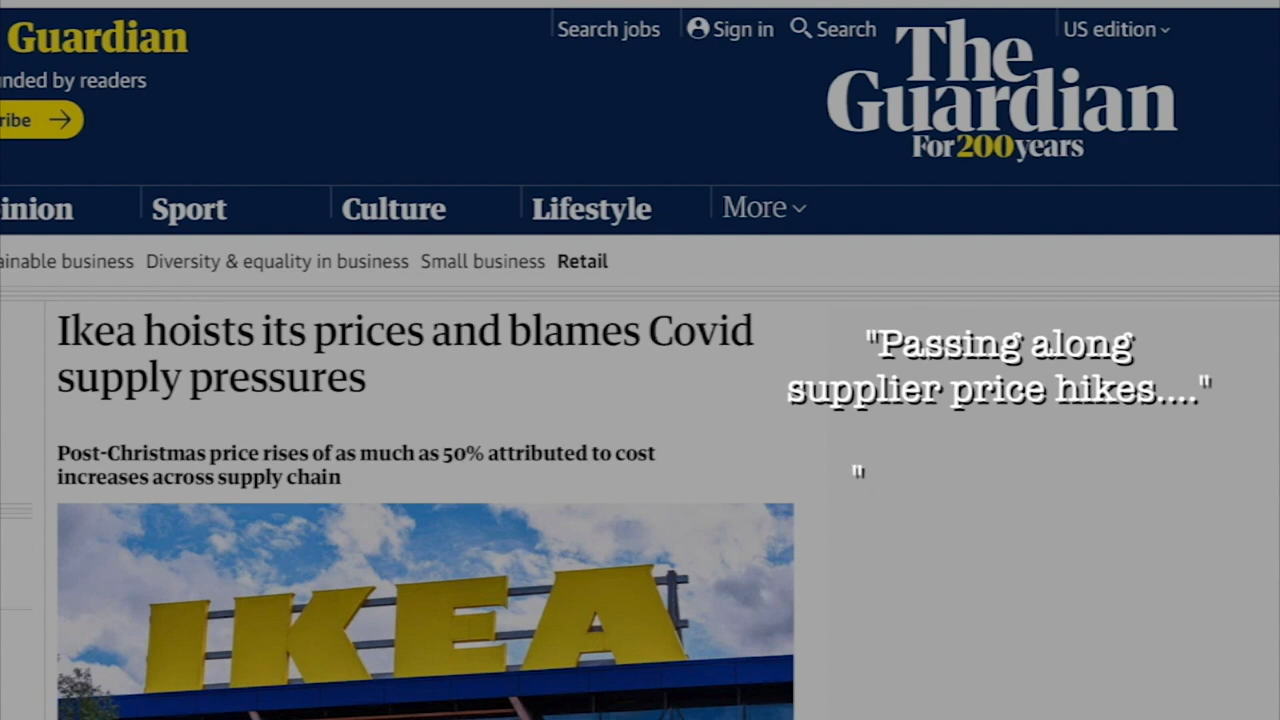 Guardian
Search jobs
Sign in
Search
US edition
The
Guardian
For 200 years
nded by readers
ribe
inion
Sport
Culture
Lifestyle
More
ainable business
Diversity & equality in business
Small business
Retail
Ikea hoists its prices and blames Covid
supply pressures
"Passing along
supplier price hikes...."
Post-Christmas price rises of as much as 50% attributed to cost
increases across supply chain
"
IKEA